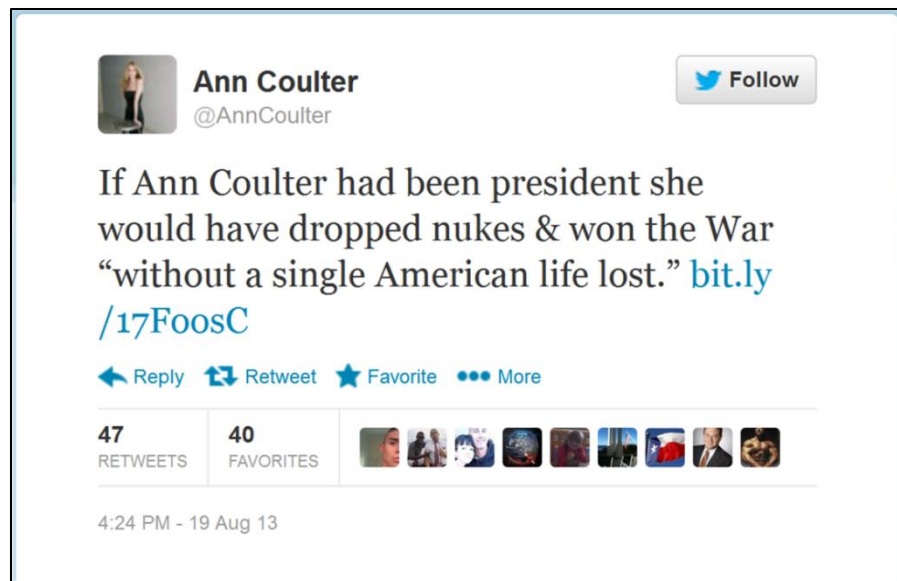 Ann Coulter
Follow
@AnnCoulter
If Ann Coulter had been president she
would have dropped nukes & won the War
“without a single American life lost.” bit.ly
/17FoosC
Reply Retweet Favorite More
47 40
RETWEETS FAVORITES
4:24 PM - 19 Aug 13